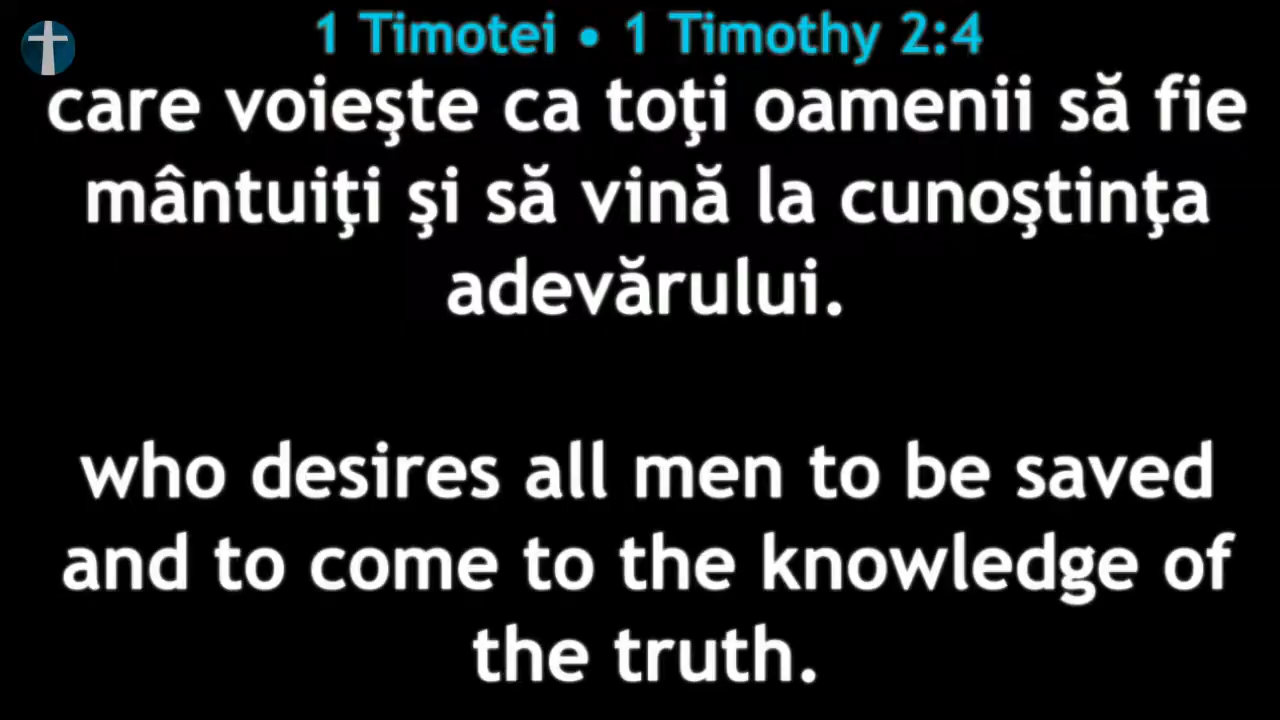 1 Timotei • 1 Timothy 2:4
care voieşte ca toţi oamenii să fie
mântuiţi şi să vină la cunoştinţa
adevărului.
who desires all men to be saved
and to come to the knowledge of
the truth.